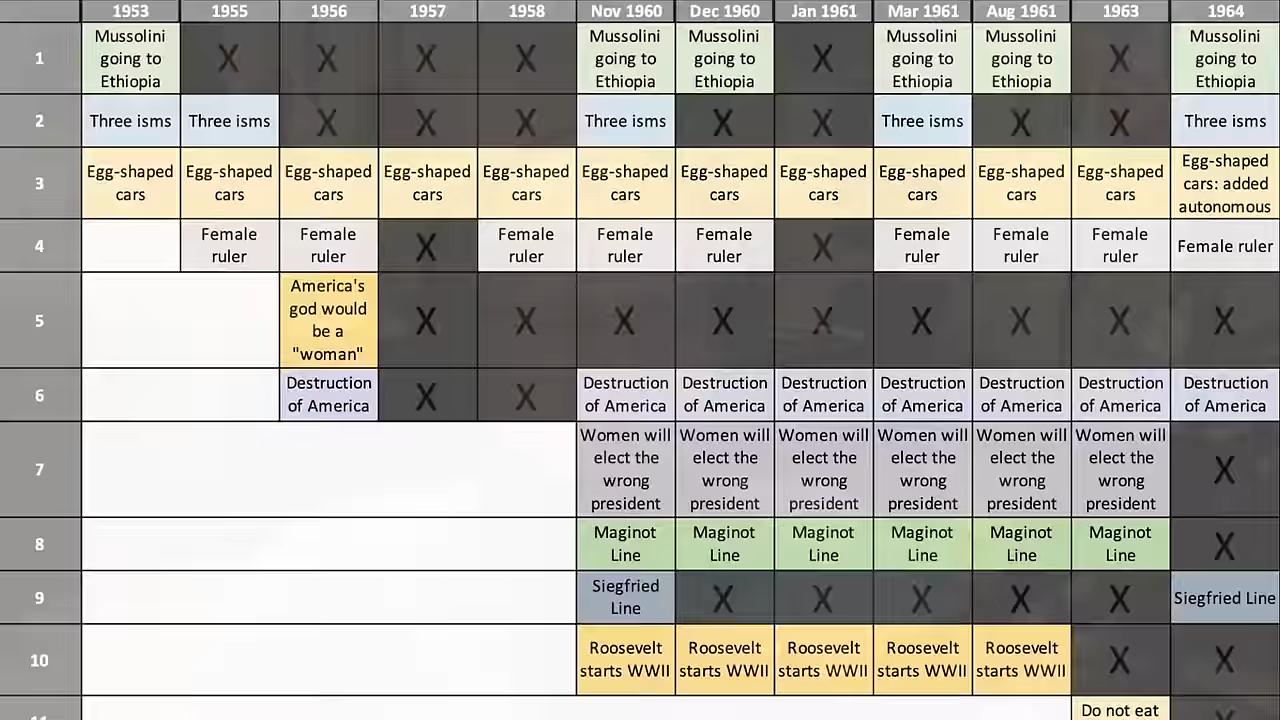 1953 1955 1956 1957 1958 Nov 1960 Dec 1960 Jan 1961 Mar 1961 Aug 1961 1963 1964
1 Mussolini going to Ethiopia X X X X Mussolini going to Ethiopia Mussolini going to Ethiopia X Mussolini going to Ethiopia Mussolini going to Ethiopia X Mussolini going to Ethiopia
2 Three isms Three isms X X X Three isms X X Three isms X X Three isms
3 Egg-shaped cars Egg-shaped cars Egg-shaped cars Egg-shaped cars Egg-shaped cars Egg-shaped cars Egg-shaped cars Egg-shaped cars Egg-shaped cars Egg-shaped cars Egg-shaped cars Egg-shaped cars: added autonomous
4 Female ruler Female ruler X Female ruler Female ruler Female ruler X Female ruler Female ruler Female ruler Female ruler
5 America's god would be a "woman" X X X X X X X X X
6 Destruction of America X X Destruction of America Destruction of America Destruction of America Destruction of America Destruction of America Destruction of America Destruction of America
7 Women will elect the wrong president Women will elect the wrong president Women will elect the wrong president Women will elect the wrong president Women will elect the wrong president Women will elect the wrong president X
8 Maginot Line Maginot Line Maginot Line Maginot Line Maginot Line Maginot Line X
9 Siegfried Line X X X X X Siegfried Line
10 Roosevelt starts WWII Roosevelt starts WWII Roosevelt starts WWII Roosevelt starts WWII Roosevelt starts WWII X X
Do not eat